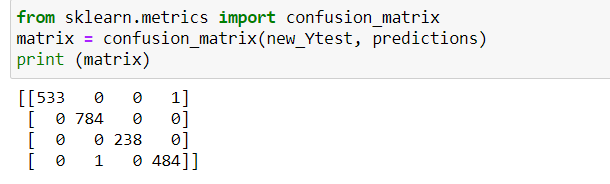 from sklearn.metrics import confusion_matrix
matrix = confusion_matrix(new_Ytest, predictions)
print (matrix)
[[533 0 0 1]
[ 0 784 0 0]
[ 0 0 238 0]
[ 0 1 0 484]]